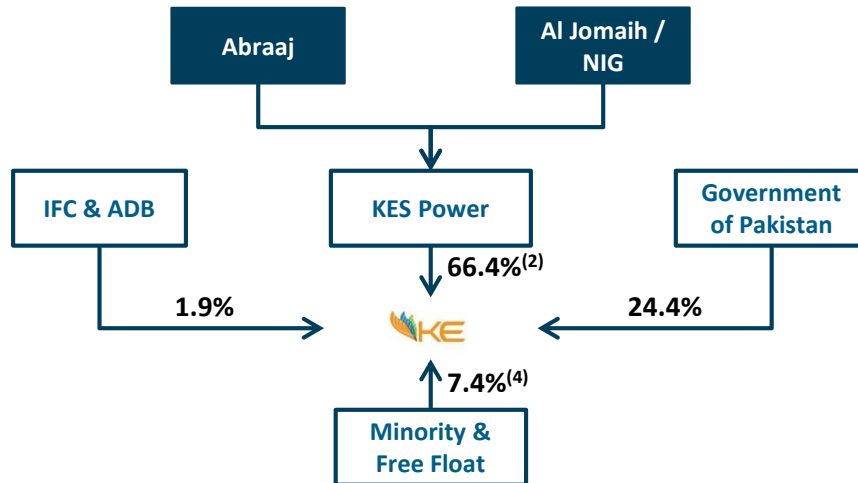 Abraaj
Al Jomaih /
NIG
IFC & ADB
KES Power
Government
of Pakistan
66.4%(2)
1.9%
24.4%
KE
7.4%(4)
Minority &
Free Float